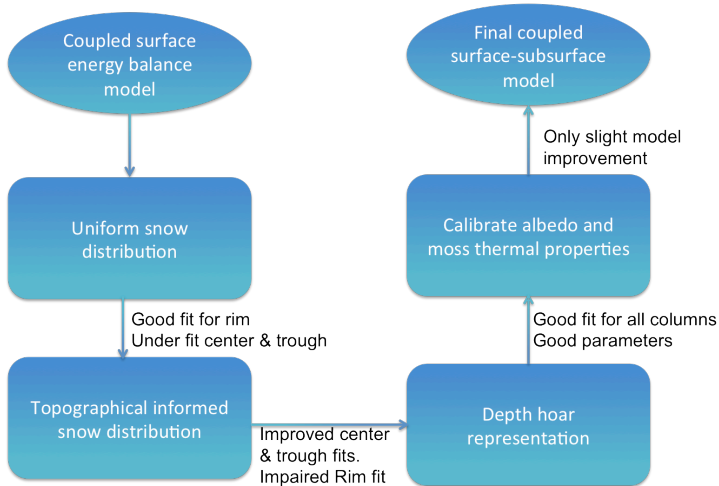 Coupled surface
energy balance
model
Uniform snow
distribution
Good fit for rim
Under fit center & trough
Topographical informed
snow distribution
Improved center
& trough fits.
Impaired Rim fit
Depth hoar
representation
Good fit for all columns
Good parameters
Calibrate albedo and
moss thermal properties
Only slight model
improvement
Final coupled
surface-subsurface
model